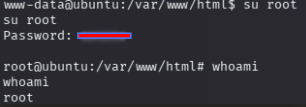 www-data@ubuntu:/var/www/html$ su root
su root
Password:
root@ubuntu:/var/www/html# whoami
whoami
root